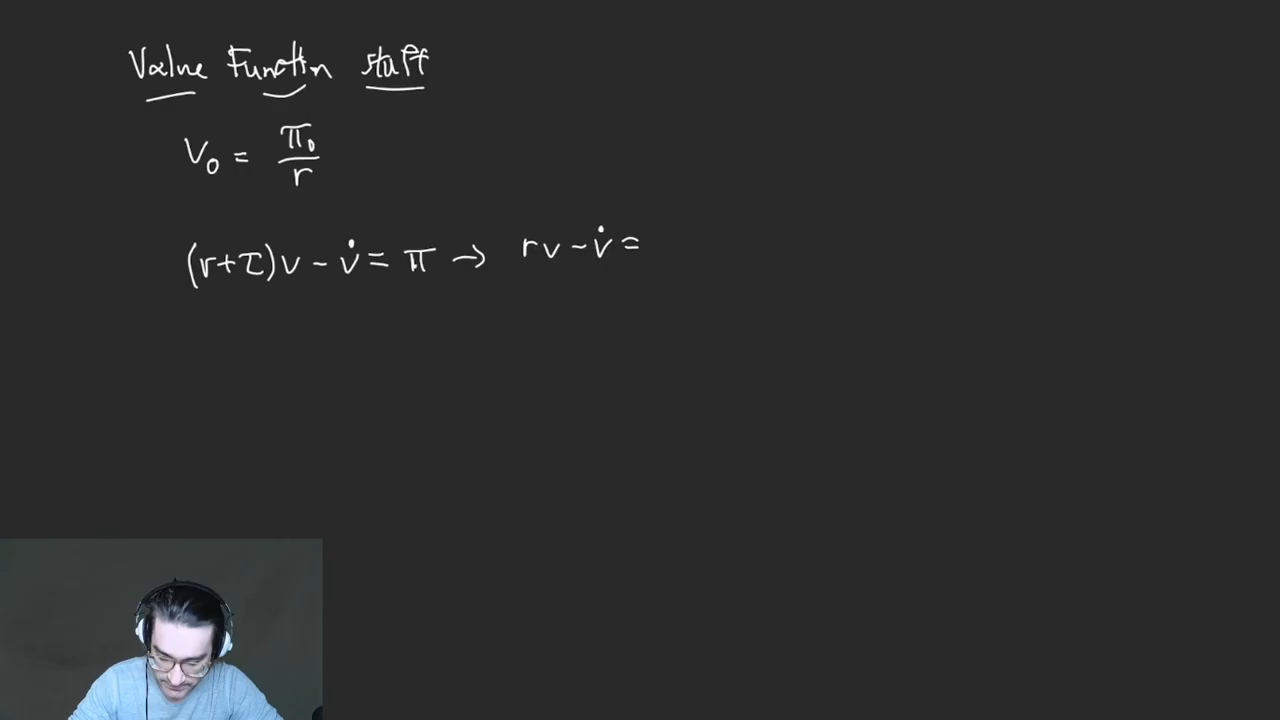 Value Function stuff
V₀ = π₀/r
(r+τ)v - v̇ = π → rv - v̇ =